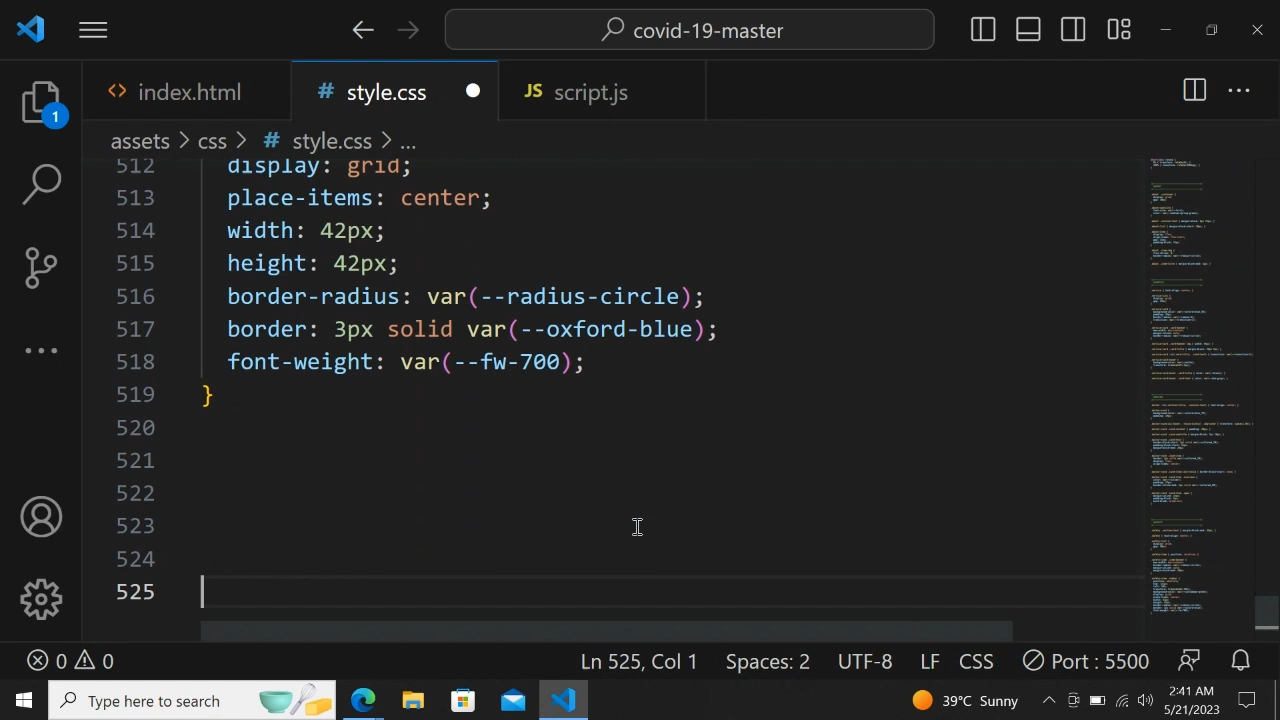 covid-19-master
index.html
style.css
JS script.js
assets > css > # style.css > ...
512 display: grid;
513 place-items: center;
514 width: 42px;
515 height: 42px;
516 border-radius: var(--radius-circle);
517 border: 3px solid var(--oxford-blue);
518 font-weight: var(--fw-700);
519 }
520
521
522
523
524
525
1
0 0
Ln 525, Col 1
Spaces: 2
UTF-8
LF
CSS
Port : 5500
Type here to search
39°C Sunny
2:41 AM
5/21/2023